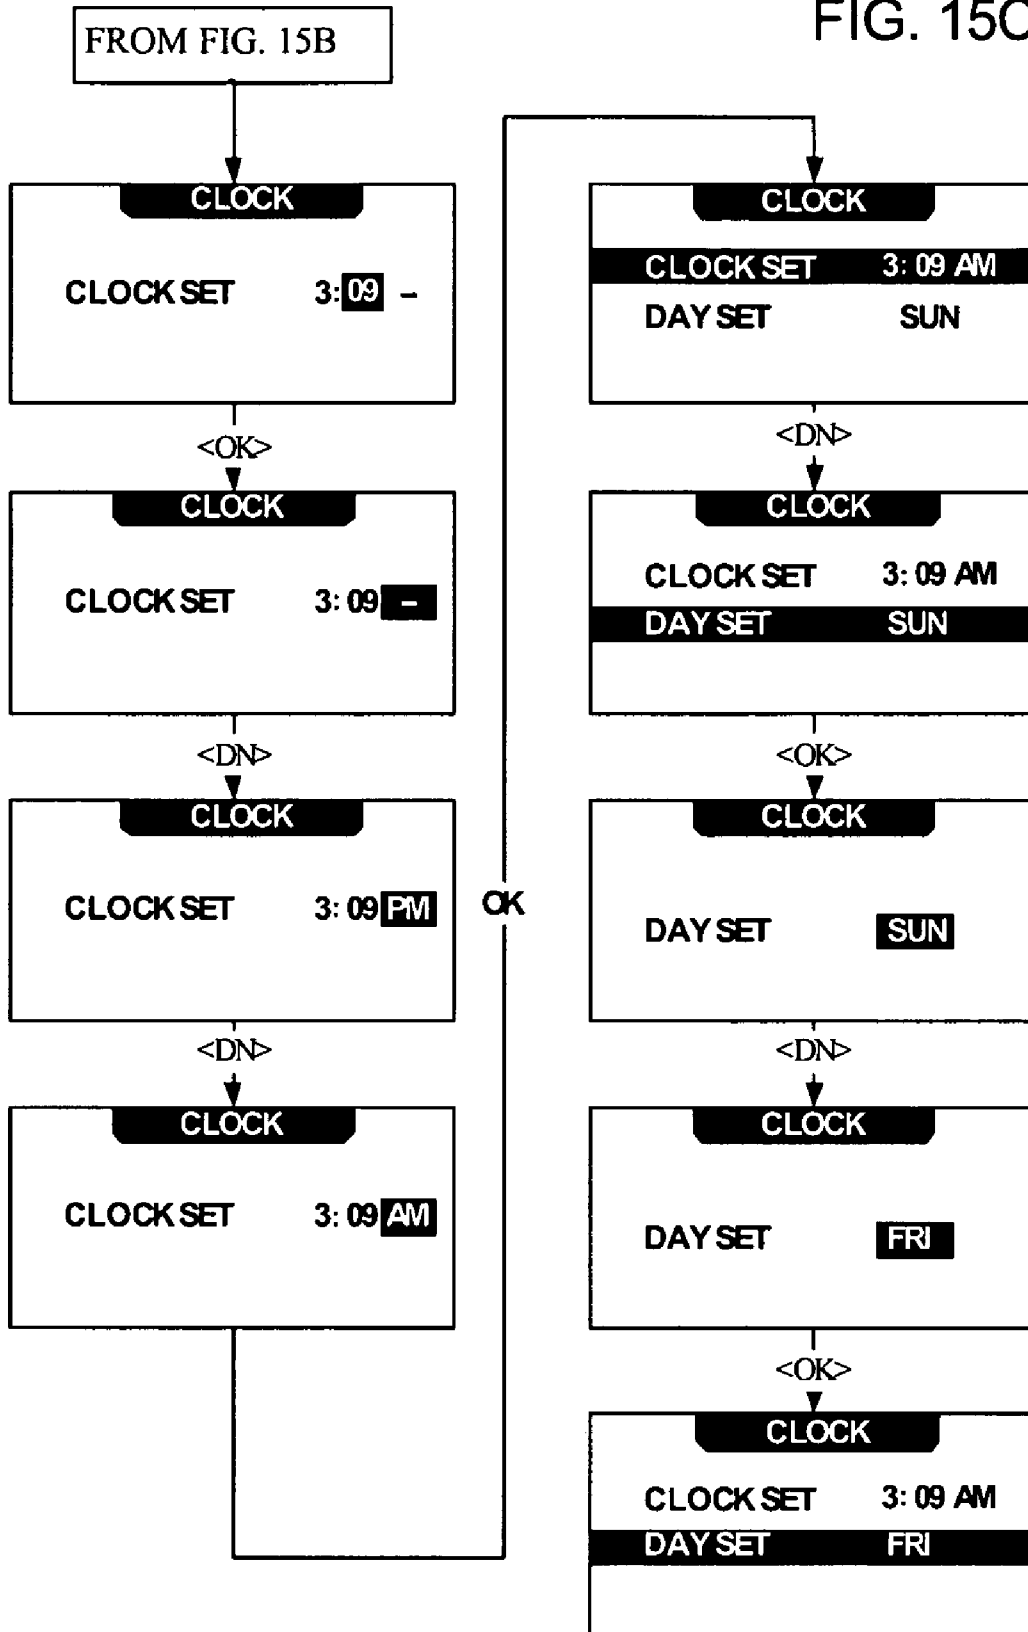 FIG. 15C
FROM FIG. 15B
CLOCK
CLOCK SET 3: 09 –
<OK>
CLOCK
CLOCK SET 3: 09 –
<DN>
CLOCK
CLOCK SET 3: 09 PM
<DN>
CLOCK
CLOCK SET 3: 09 AM
OK
CLOCK
CLOCK SET 3: 09 AM
DAY SET SUN
<DN>
CLOCK
CLOCK SET 3: 09 AM
DAY SET SUN
<OK>
CLOCK
DAY SET SUN
<DN>
CLOCK
DAY SET FRI
<OK>
CLOCK
CLOCK SET 3: 09 AM
DAY SET FRI